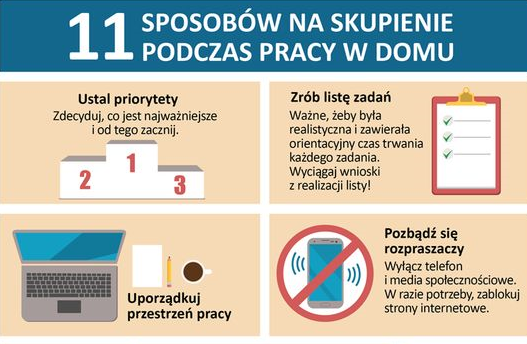 11 SPOSOBÓW NA SKUPIENIE
PODCZAS PRACY W DOMU
Ustal priorytety
Zdecyduj, co jest najważniejsze
i od tego zacznij.
1
2
3
Zrób listę zadań
Ważne, żeby była
realistyczna i zawierała
orientacyjny czas trwania
każdego zadania.
Wyciągaj wnioski
z realizacji listy!
Uporządkuj
przestrzeń pracy
Pozbądź się
rozpraszaczy
Wyłącz telefon
i media społecznościowe.
W razie potrzeby, zablokuj
strony internetowe.